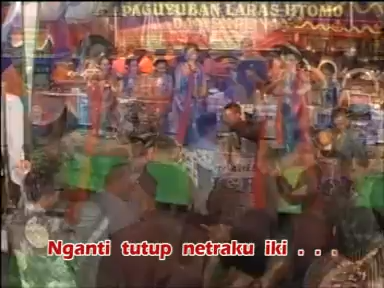 PAGUYUBAN LARAS UTOMO
Nganti tutup netraku iki . . .